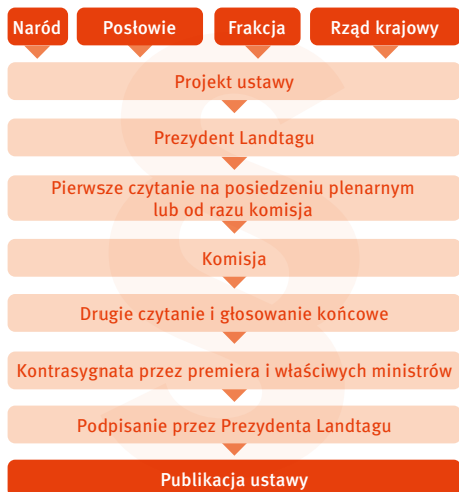 Naród Posłowie Frakcja Rząd krajowy
Projekt ustawy
Prezydent Landtagu
Pierwsze czytanie na posiedzeniu plenarnym
lub od razu komisja
Komisja
Drugie czytanie i głosowanie końcowe
Kontrasygnata przez premiera i właściwych ministrów
Podpisanie przez Prezydenta Landtagu
Publikacja ustawy